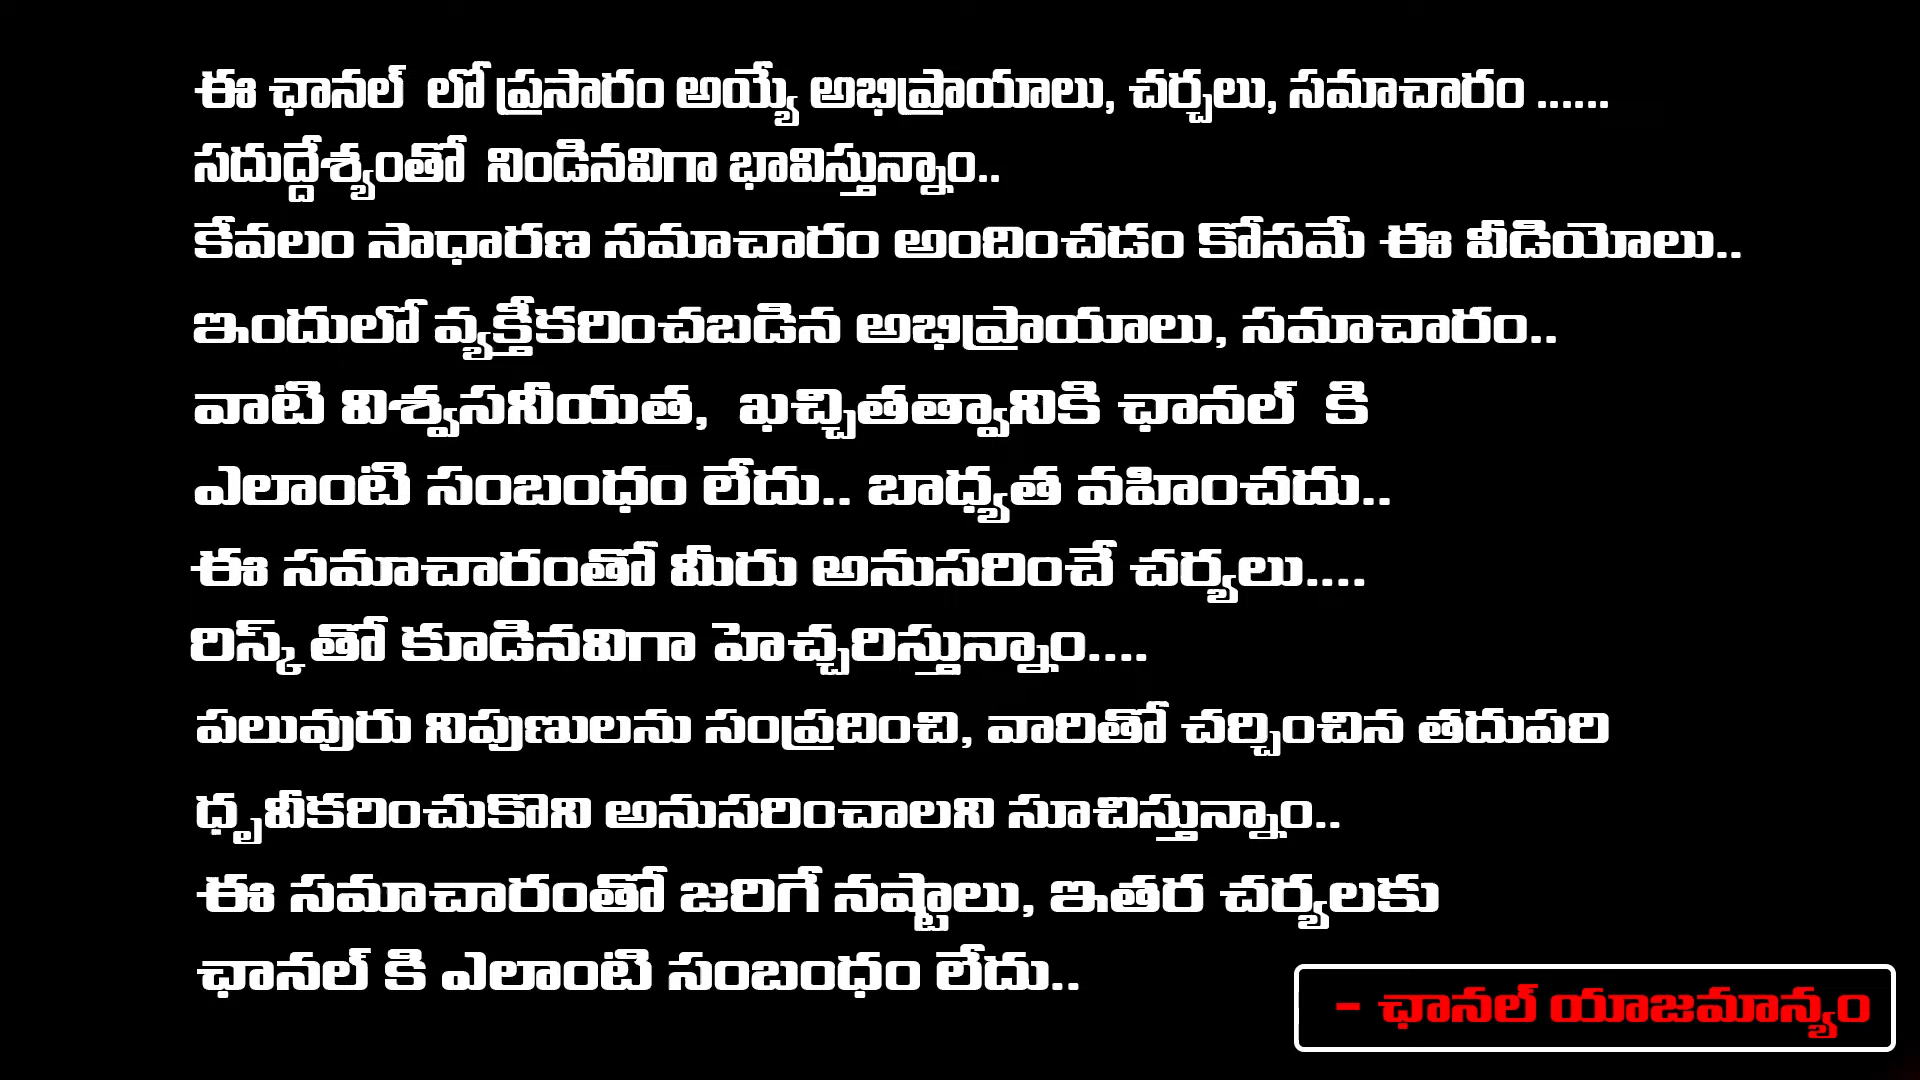 ఈ ఛానల్ లో ప్రసారం అయ్యే అభిప్రాయాలు, చర్చలు, సమాచారం ......
సదుద్దేశ్యంతో నిండినవిగా భావిస్తున్నాం..
కేవలం సాధారణ సమాచారం అందించడం కోసమే ఈ వీడియోలు..
ఇందులో వ్యక్తీకరించబడిన అభిప్రాయాలు, సమాచారం..
వాటి విశ్వసనీయత, ఖచ్చితత్వానికి ఛానల్ కి
ఎలాంటి సంబంధం లేదు.. బాధ్యత వహించదు..
ఈ సమాచారంతో మీరు అనుసరించే చర్యలు....
రిస్క్ తో కూడినవిగా హెచ్చరిస్తున్నాం....
పలువురు నిపుణులను సంప్రదించి, వారితో చర్చించిన తదుపరి
ధృవీకరించుకొని అనుసరించాలని సూచిస్తున్నాం..
ఈ సమాచారంతో జరిగే నష్టాలు, ఇతర చర్యలకు
ఛానల్ కి ఎలాంటి సంబంధం లేదు..
- ఛానల్ యాజమాన్యం